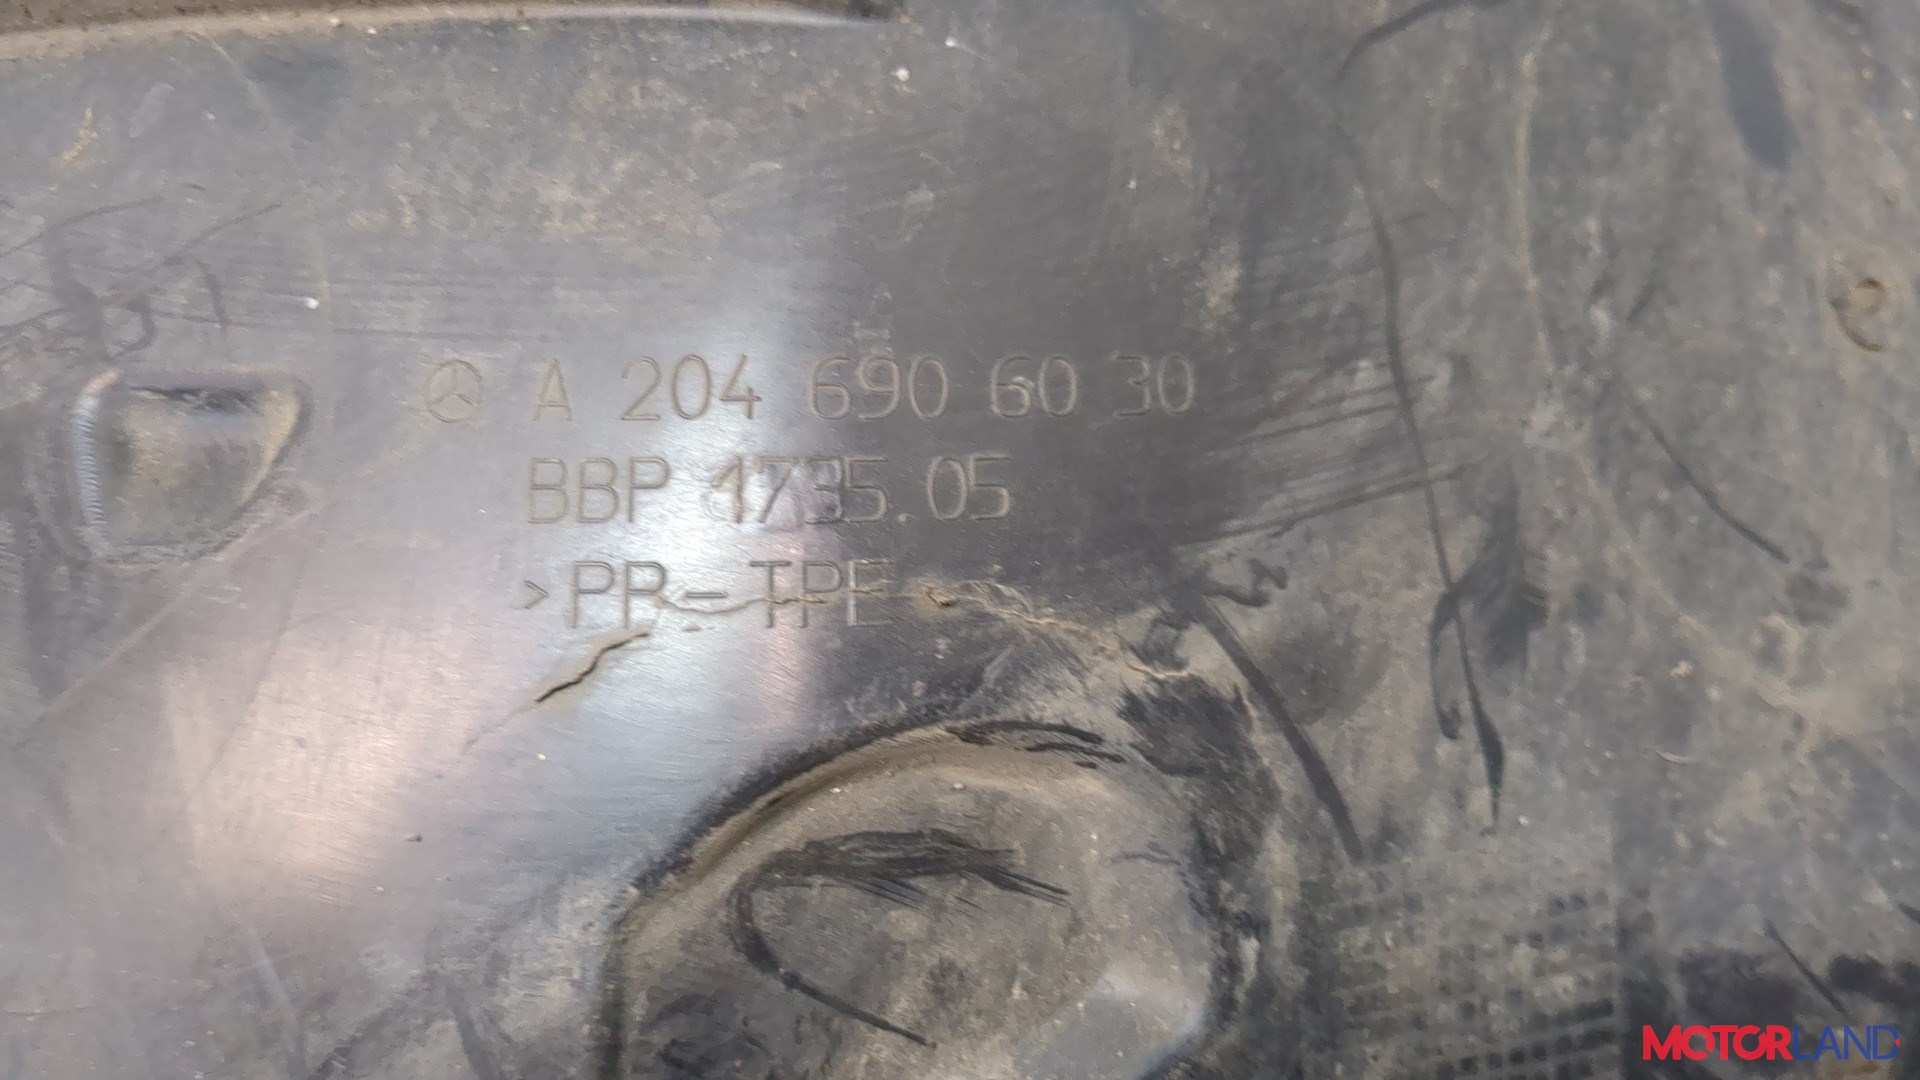 A 204 690 60 30
BBP 1735.05
>PP-TPE
MOTORLAND